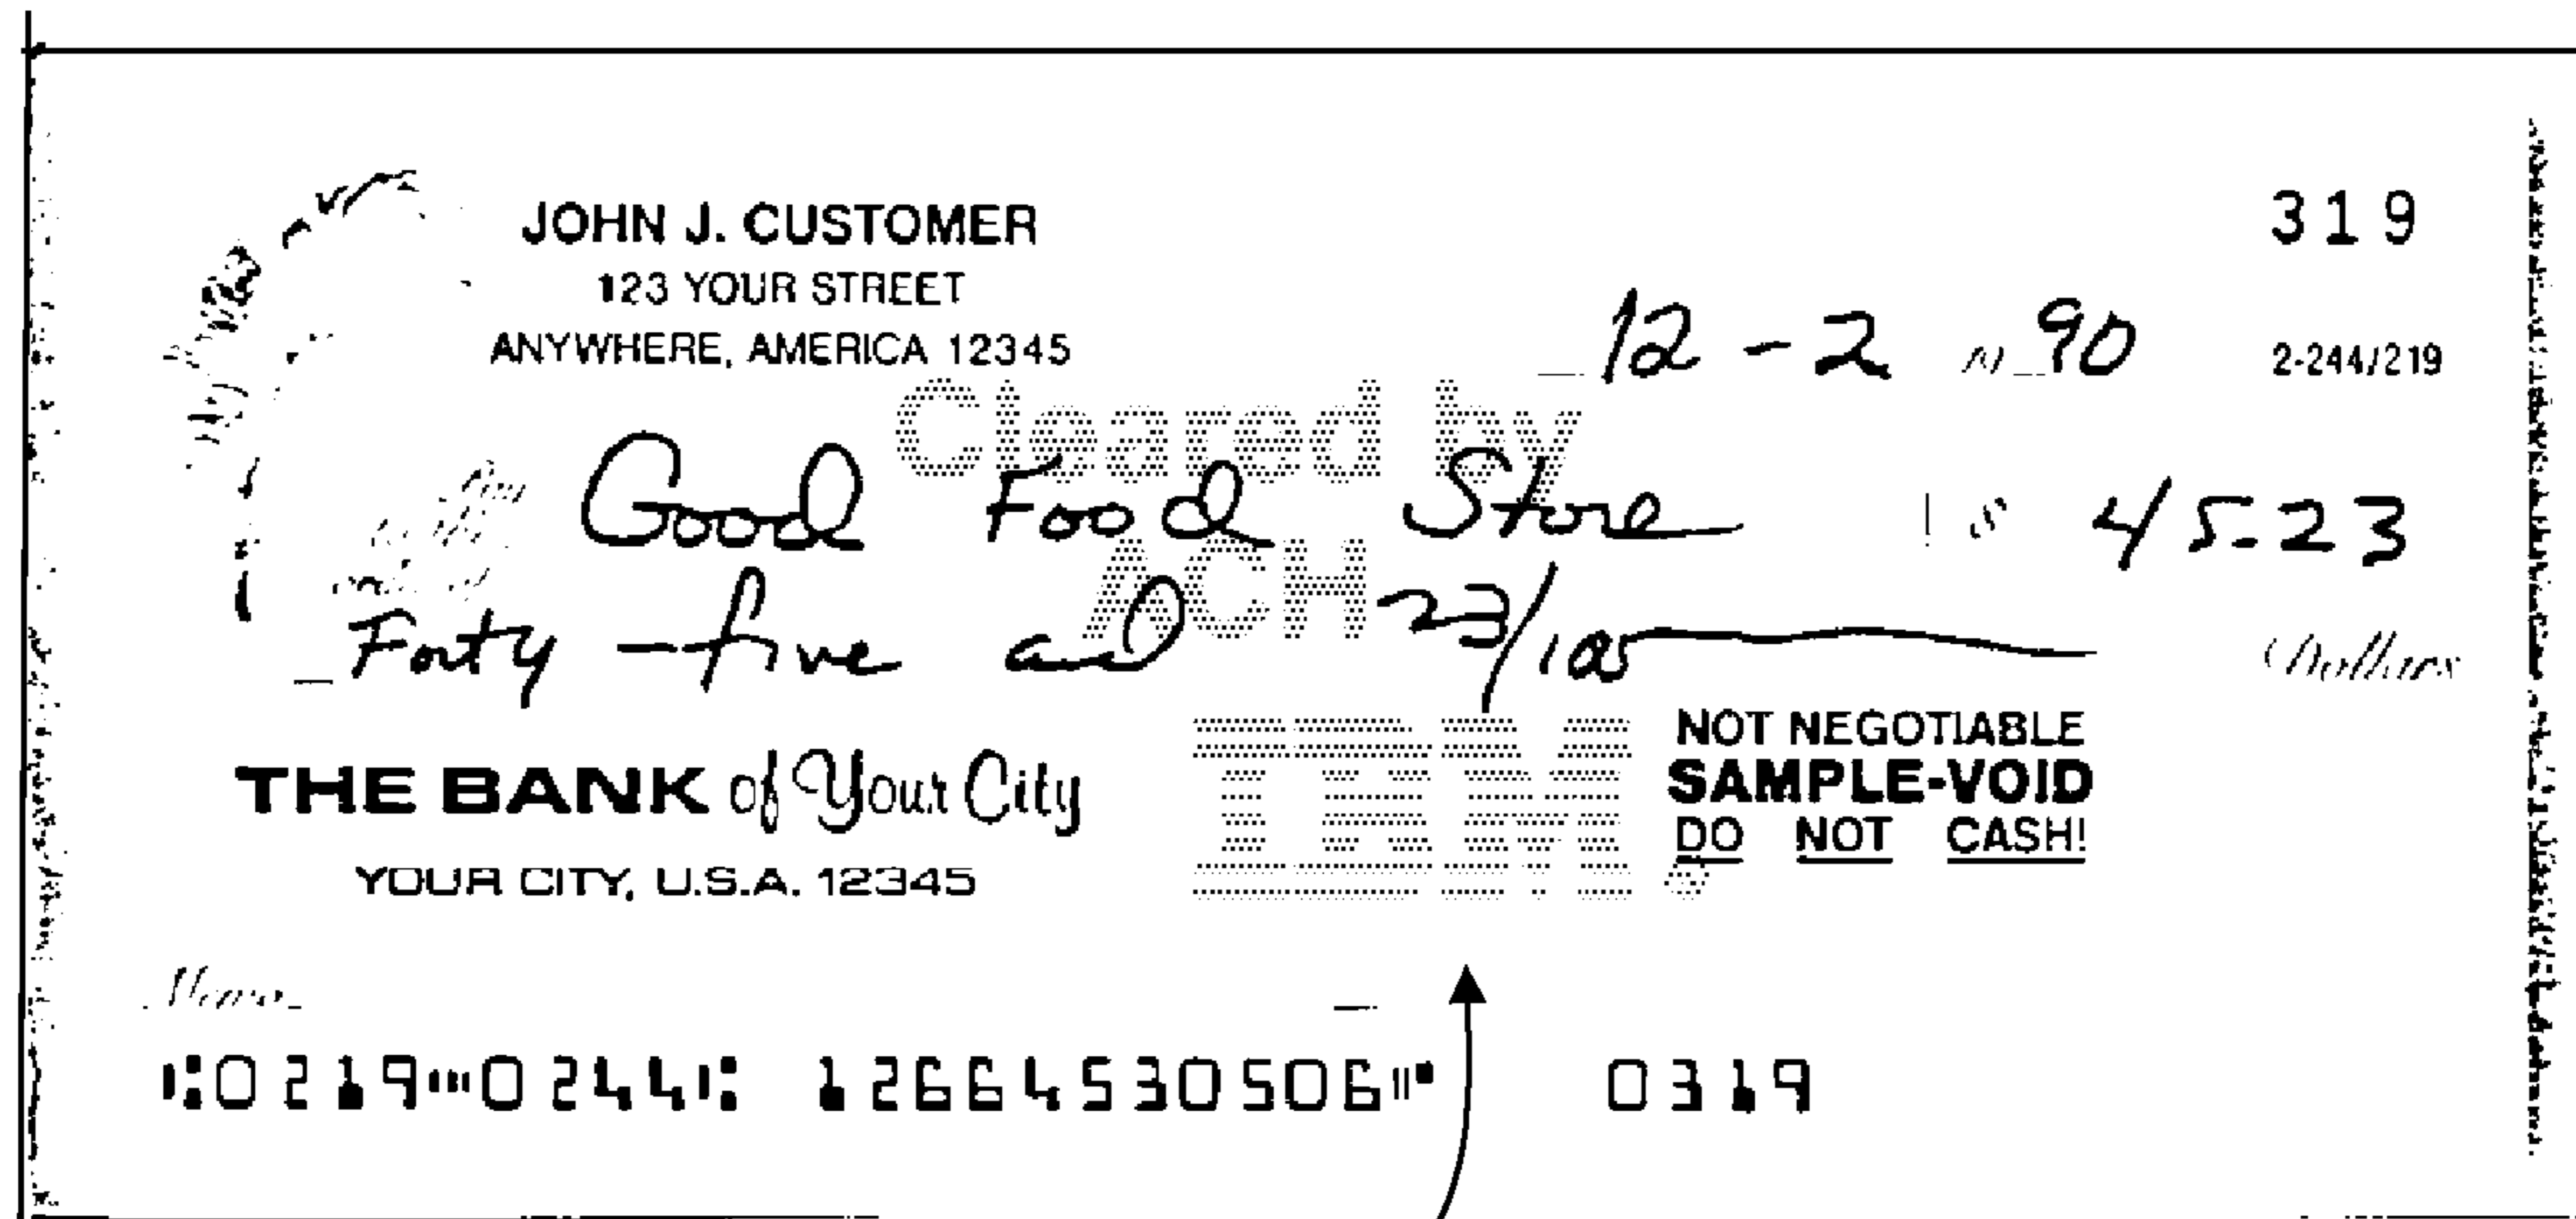 JOHN J. CUSTOMER 319
123 YOUR STREET
ANYWHERE, AMERICA 12345
12-2 90 2-244/219
Cleared by
Good Food Store $ 45.23
ACH
Forty-five and 23/100 Dollars
IBM
THE BANK of Your City
YOUR CITY, U.S.A. 12345
NOT NEGOTIABLE
SAMPLE-VOID
DO NOT CASH!
Memo
⑆0219⑉0244⑆ 12664530506⑈ 0319